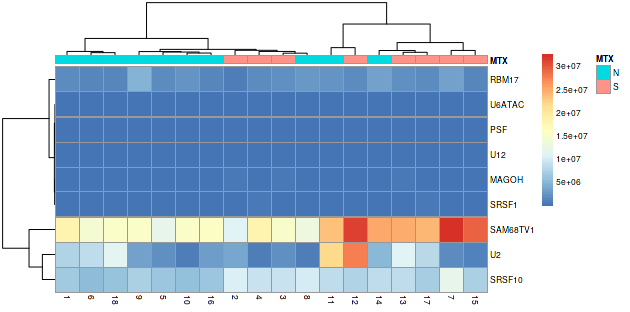 MTX
RBM17
U6ATAC
PSF
U12
MAGOH
SRSF1
SAM68TV1
U2
SRSF10
1 6 18 9 5 10 16 2 4 3 8 11 12 14 13 17 7 15
3e+07
2.5e+07
2e+07
1.5e+07
1e+07
5e+06
MTX
N
S